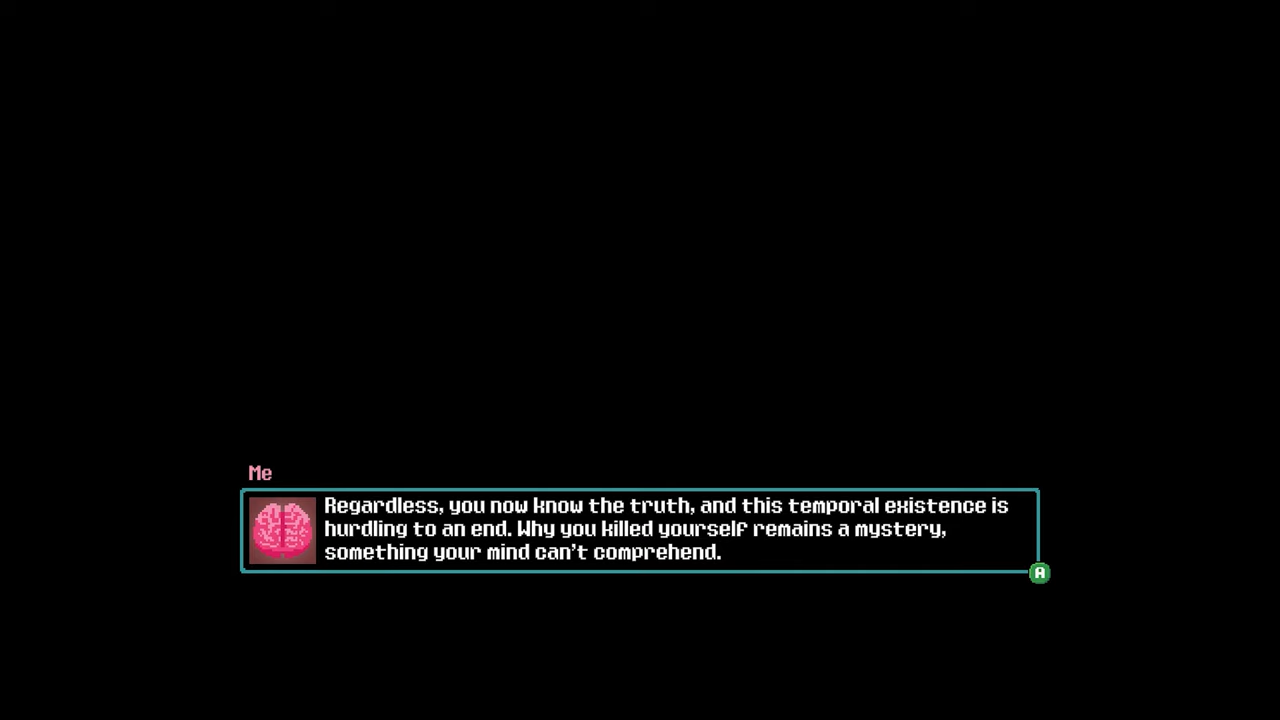 Me
Regardless, you now know the truth, and this temporal existence is
hurdling to an end. Why you killed yourself remains a mystery,
something your mind can't comprehend.
A